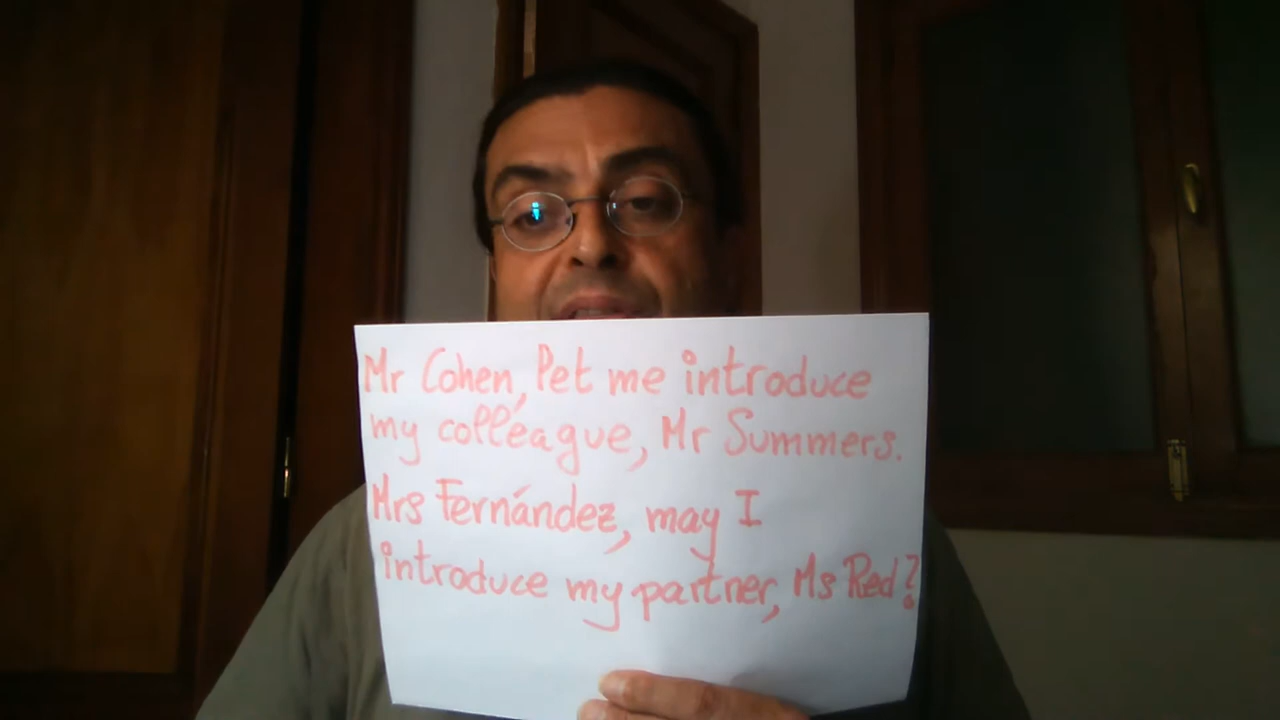 Mr Cohen, let me introduce
my colleague, Mr Summers.
Mrs Fernández, may I
introduce my partner, Ms Red?